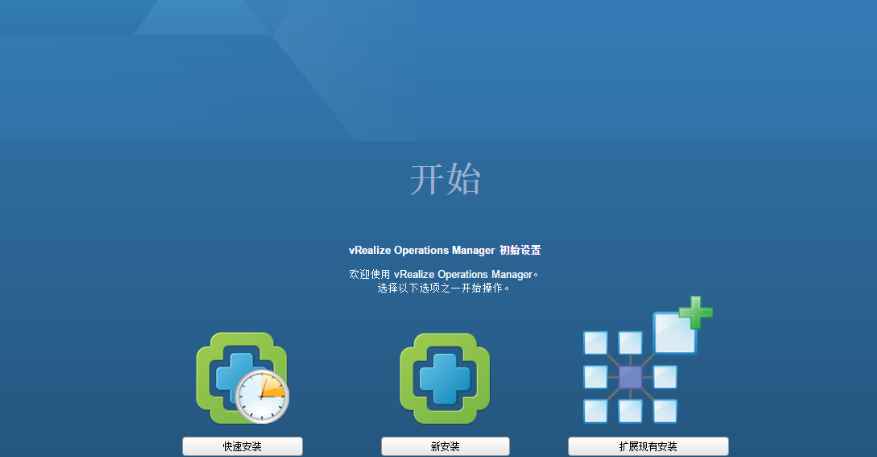 开始
vRealize Operations Manager 初始设置
欢迎使用 vRealize Operations Manager。
选择以下选项之一开始操作。
快速安装
新安装
扩展现有安装